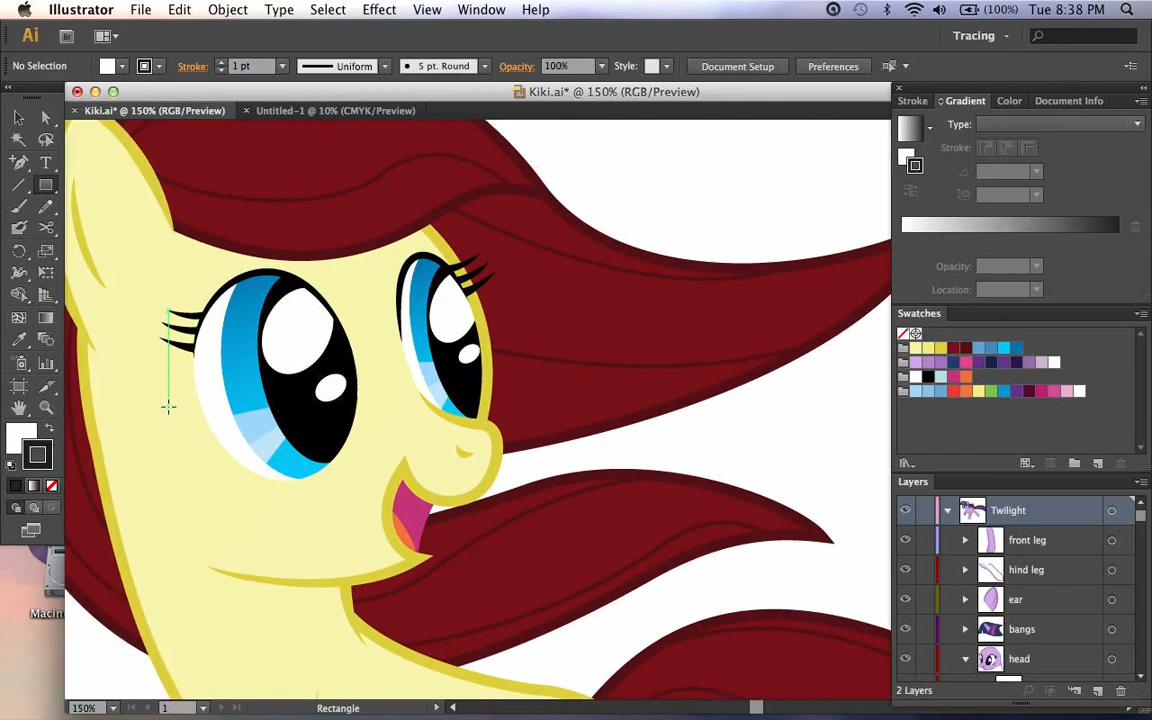 Illustrator File Edit Object Type Select Effect View Window Help (100%) Tue 8:38 PM
Ai Br Tracing
No Selection Stroke: 1 pt Uniform 5 pt. Round Opacity: 100% Style: Document Setup Preferences
Kiki.ai* @ 150% (RGB/Preview)
Kiki.ai* @ 150% (RGB/Preview) Untitled-1 @ 10% (CMYK/Preview)
Stroke Gradient Color Document Info
Type:
Stroke:
Opacity:
Location:
Swatches
Layers
Twilight
front leg
hind leg
ear
bangs
head
2 Layers
Macin
150% 1 Rectangle